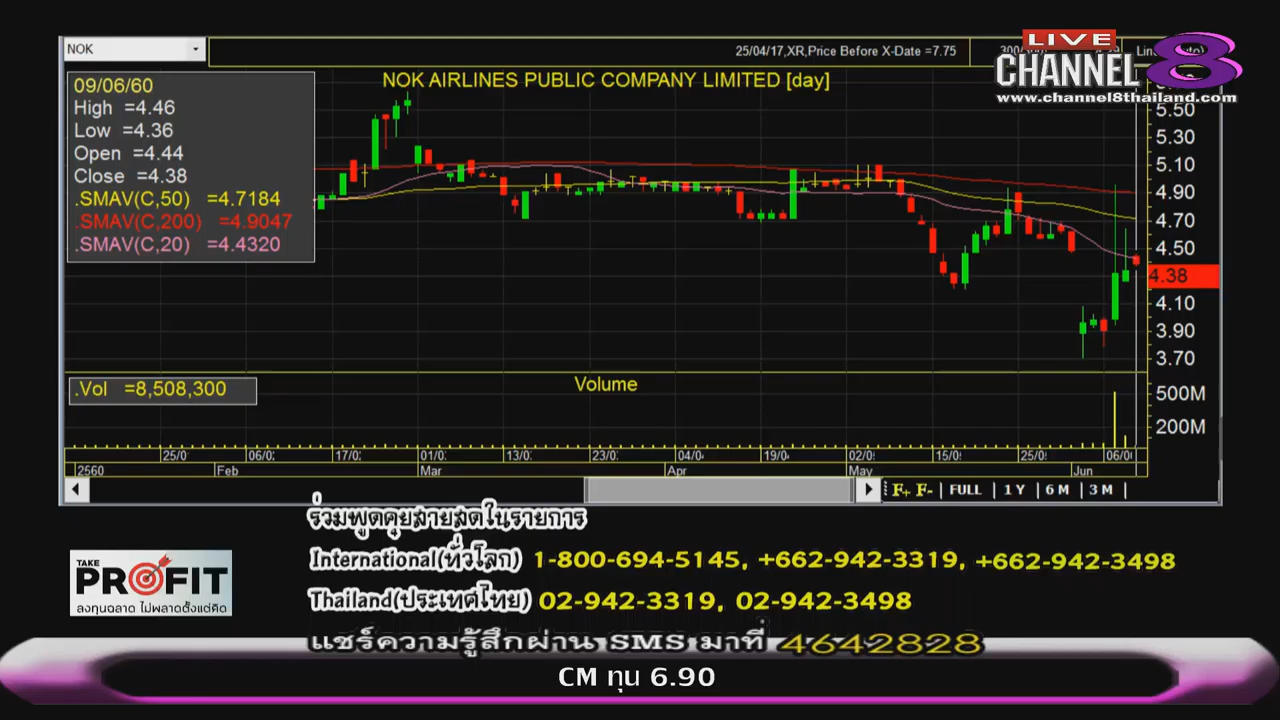 NOK
25/04/17,XR,Price Before X-Date =7.75
LIVE
CHANNEL 8
www.channel8thailand.com
NOK AIRLINES PUBLIC COMPANY LIMITED [day]
09/06/60
High =4.46
Low =4.36
Open =4.44
Close =4.38
.SMAV(C,50) =4.7184
.SMAV(C,200) =4.9047
.SMAV(C,20) =4.4320
5.50
5.30
5.10
4.90
4.70
4.50
4.38
4.10
3.90
3.70
.Vol =8,508,300
Volume
500M
200M
25/0 06/0 17/0 01/0 13/0 23/0 04/0 19/0 02/0 15/0 25/0 06/0
2560 Feb Mar Apr May Jun
F+ F- | FULL | 1 Y | 6 M | 3 M |
ร่วมพูดคุยสายสดในรายการ
International(ทั่วโลก) 1-800-694-5145, +662-942-3319, +662-942-3498
Thailand(ประเทศไทย) 02-942-3319, 02-942-3498
แชร์ความรู้สึกผ่าน SMS มาที่ 4642828
TAKE
PROFIT
ลงทุนฉลาด ไม่พลาดตั้งแต่คิด
CM ทุน 6.90